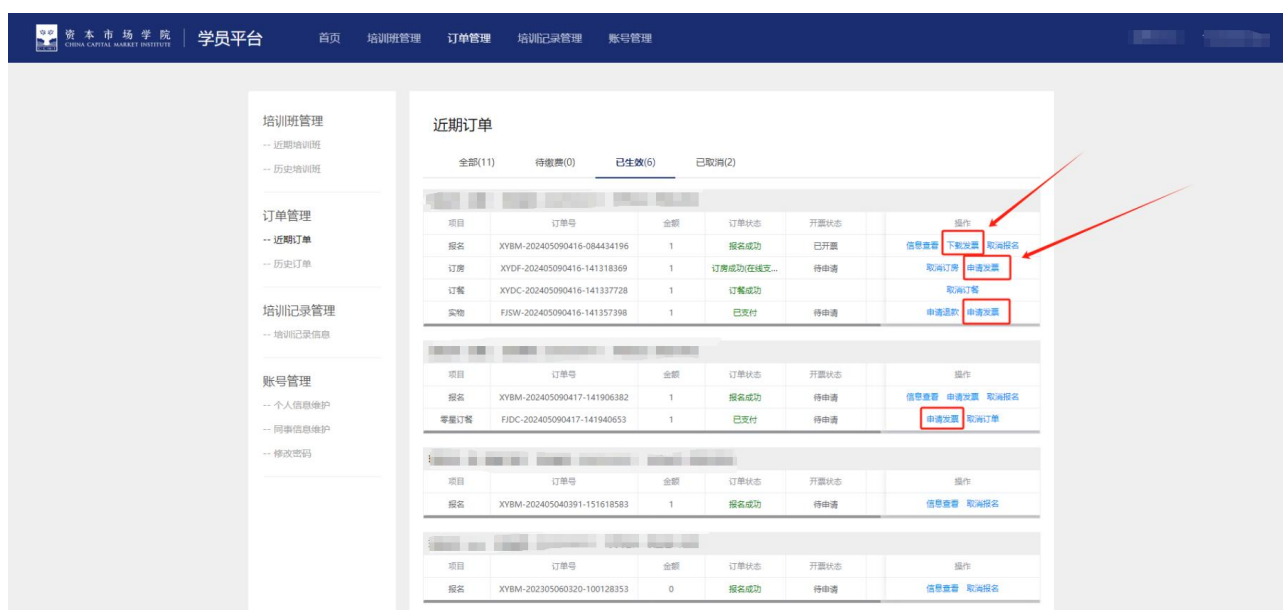 资本市场学院 学员平台 首页 培训班管理 订单管理 培训记录管理 账号管理
CHINA CAPITAL MARKET INSTITUTE
培训班管理
-- 近期培训班
-- 历史培训班
订单管理
-- 近期订单
-- 历史订单
培训记录管理
-- 培训记录信息
账号管理
-- 个人信息维护
-- 同事信息维护
-- 修改密码
近期订单
全部(11) 待缴费(0) 已生效(6) 已取消(2)
项目 订单号 金额 订单状态 开票状态 操作
报名 XYBM-202405090416-084434196 1 报名成功 已开票 信息查看 下载发票 取消报名
订房 XYDF-202405090416-141318369 1 订房成功(在线支... 待申请 取消订房 申请发票
订餐 XYDC-202405090416-141337728 1 订餐成功 取消订餐
实物 FJSW-202405090416-141357398 1 已支付 待申请 申请退款 申请发票
项目 订单号 金额 订单状态 开票状态 操作
报名 XYBM-202405090417-141906382 1 报名成功 待申请 信息查看 申请发票 取消报名
零星订餐 FJDC-202405090417-141940653 1 已支付 待申请 申请发票 取消订单
项目 订单号 金额 订单状态 开票状态 操作
报名 XYBM-202405040391-151618583 1 报名成功 待申请 信息查看 取消报名
项目 订单号 金额 订单状态 开票状态 操作
报名 XYBM-202305060320-100128353 0 报名成功 待申请 信息查看 取消报名